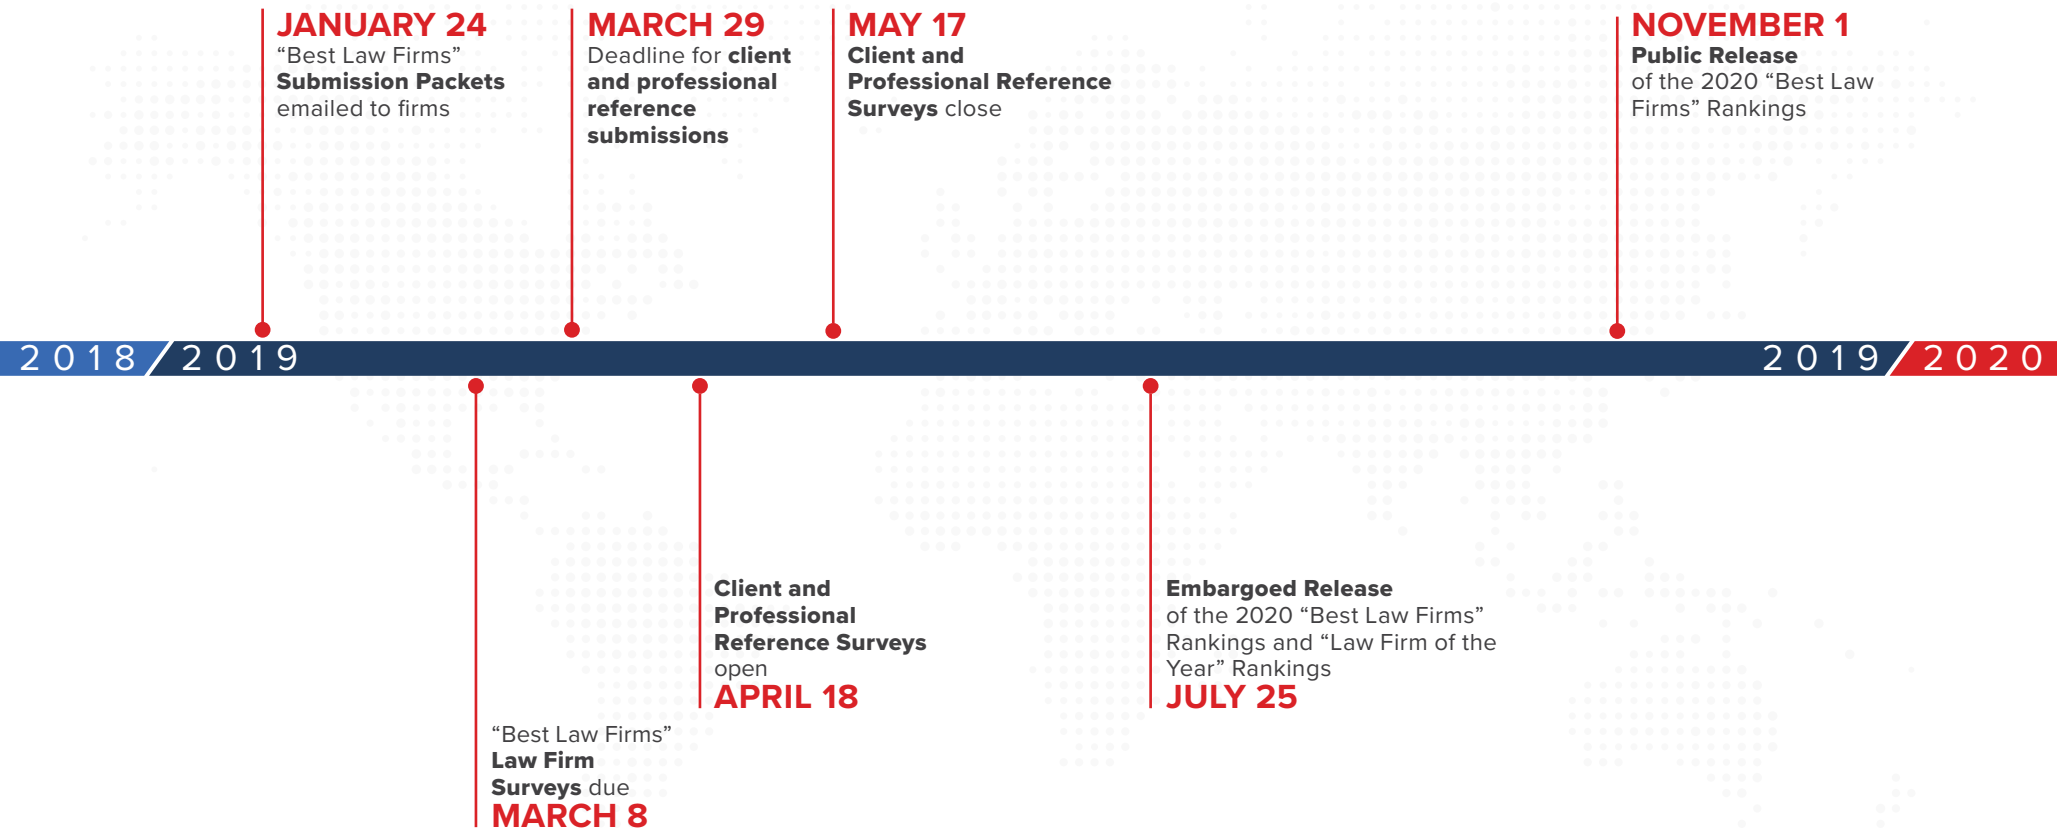 JANUARY 24
“Best Law Firms”
Submission Packets
emailed to firms
MARCH 29
Deadline for client
and professional
reference
submissions
MAY 17
Client and
Professional Reference
Surveys close
NOVEMBER 1
Public Release
of the 2020 “Best Law
Firms” Rankings
2018 / 2019
2019 / 2020
“Best Law Firms”
Law Firm
Surveys due
MARCH 8
Client and
Professional
Reference Surveys
open
APRIL 18
Embargoed Release
of the 2020 “Best Law Firms”
Rankings and “Law Firm of the
Year” Rankings
JULY 25